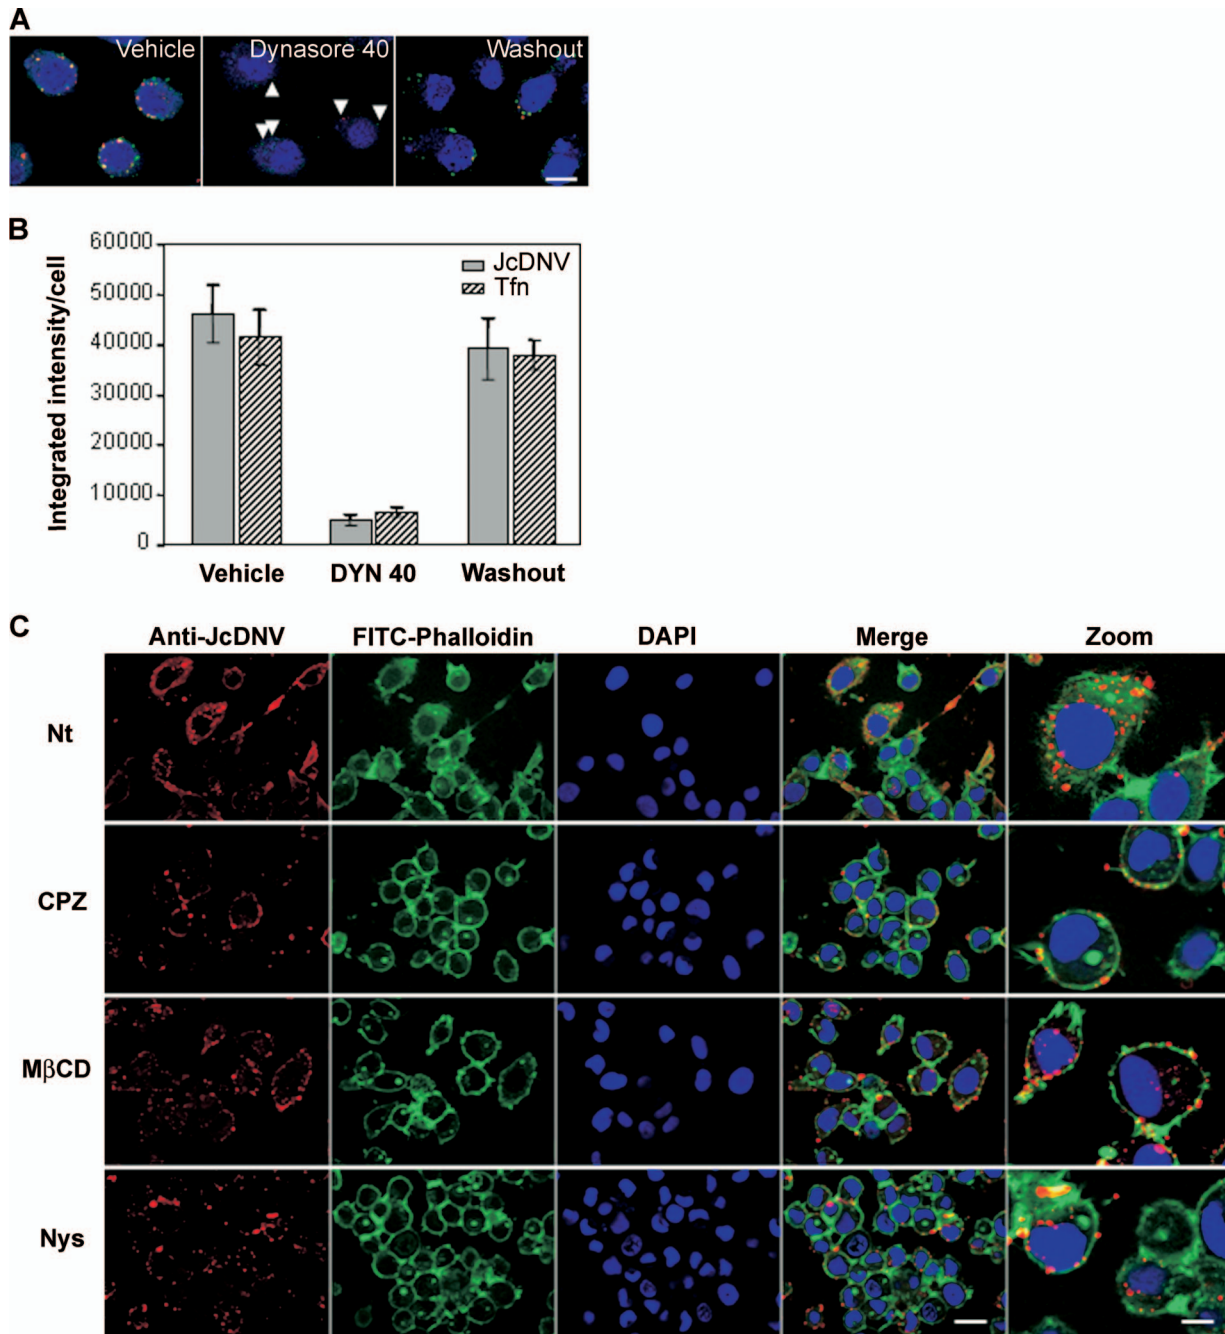 A
Vehicle
Dynasore 40
Washout
B
Integrated intensity/cell
60000
50000
40000
30000
20000
10000
0
JcDNV
Tfn
Vehicle
DYN 40
Washout
C
Anti-JcDNV
FITC-Phalloidin
DAPI
Merge
Zoom
Nt
CPZ
MβCD
Nys